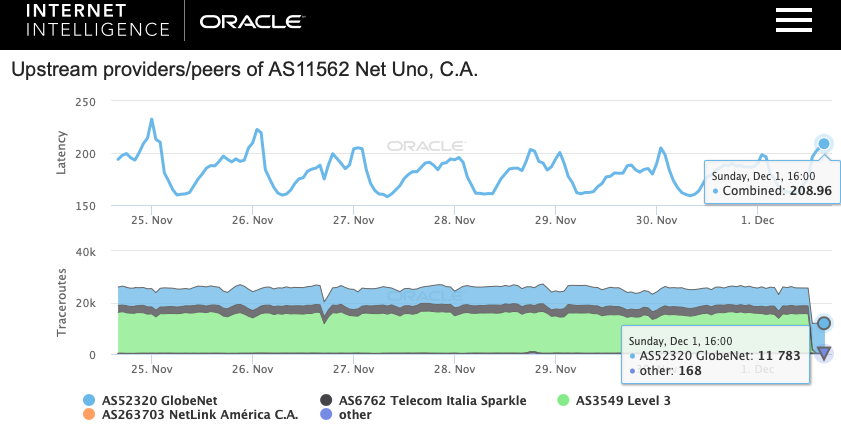 INTERNET
INTELLIGENCE
ORACLE
Upstream providers/peers of AS11562 Net Uno, C.A.
250
200
150
Latency
ORACLE
Sunday, Dec 1, 16:00
Combined: 208.96
25. Nov 26. Nov 27. Nov 28. Nov 29. Nov 30. Nov 1. Dec
40k
20k
0
Traceroutes
ORACLE
Sunday, Dec 1, 16:00
AS52320 GlobeNet: 11 783
other: 168
25. Nov 26. Nov 27. Nov 28. Nov 29. Nov 30. Nov 1. Dec
AS52320 GlobeNet AS6762 Telecom Italia Sparkle AS3549 Level 3
AS263703 NetLink América C.A. other